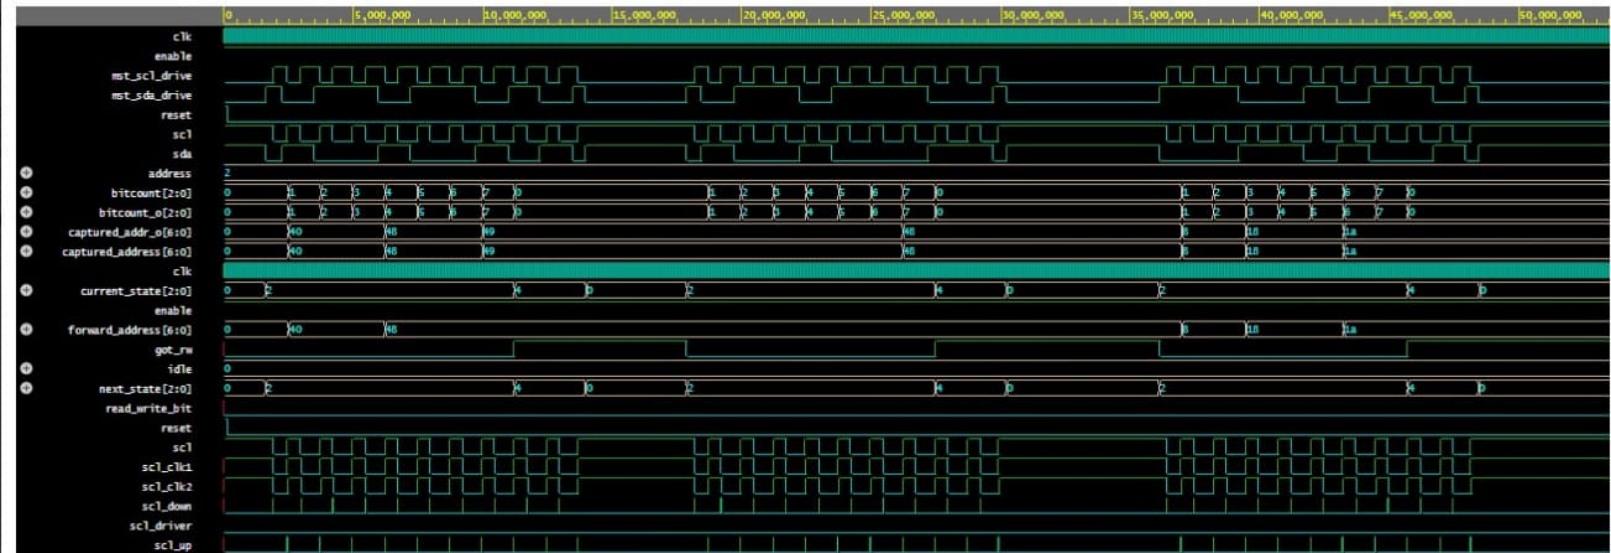 0 5,000,000 10,000,000 15,000,000 20,000,000 25,000,000 30,000,000 35,000,000 40,000,000 45,000,000 50,000,000
clk
enable
mst_scl_drive
mst_sda_drive
reset
scl
sda
address 2
bitcount[2:0] 0 1 2 3 4 5 6 7 0 1 2 3 4 5 6 7 0 1 2 3 4 5 6 7 0
bitcount_o[2:0] 0 1 2 3 4 5 6 7 0 1 2 3 4 5 6 7 0 1 2 3 4 5 6 7 0
captured_addr_o[6:0] 0 40 48 49 48 8 18 1a
captured_address[6:0] 0 40 48 49 48 8 18 1a
clk
current_state[2:0] 0 2 4 0 2 4 0 2 4 0
enable
forward_address[6:0] 0 40 48 8 18 1a
got_rw
idle 0
next_state[2:0] 0 2 4 0 2 4 0 2 4 0
read_write_bit
reset
scl
scl_clk1
scl_clk2
scl_down
scl_driver
scl_up